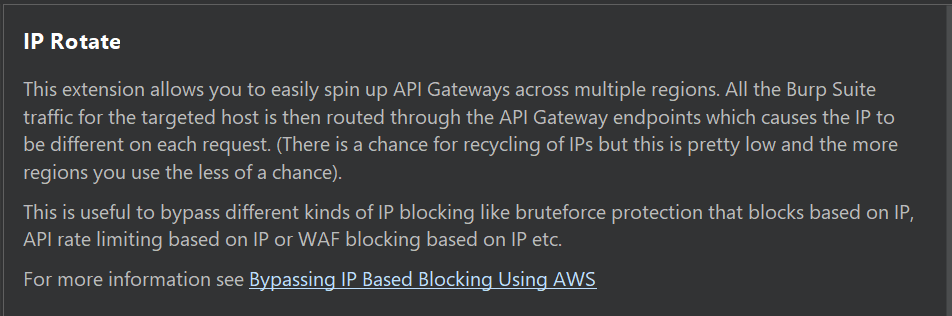 IP Rotate
This extension allows you to easily spin up API Gateways across multiple regions. All the Burp Suite
traffic for the targeted host is then routed through the API Gateway endpoints which causes the IP to
be different on each request. (There is a chance for recycling of IPs but this is pretty low and the more
regions you use the less of a chance).
This is useful to bypass different kinds of IP blocking like bruteforce protection that blocks based on IP,
API rate limiting based on IP or WAF blocking based on IP etc.
For more information see Bypassing IP Based Blocking Using AWS